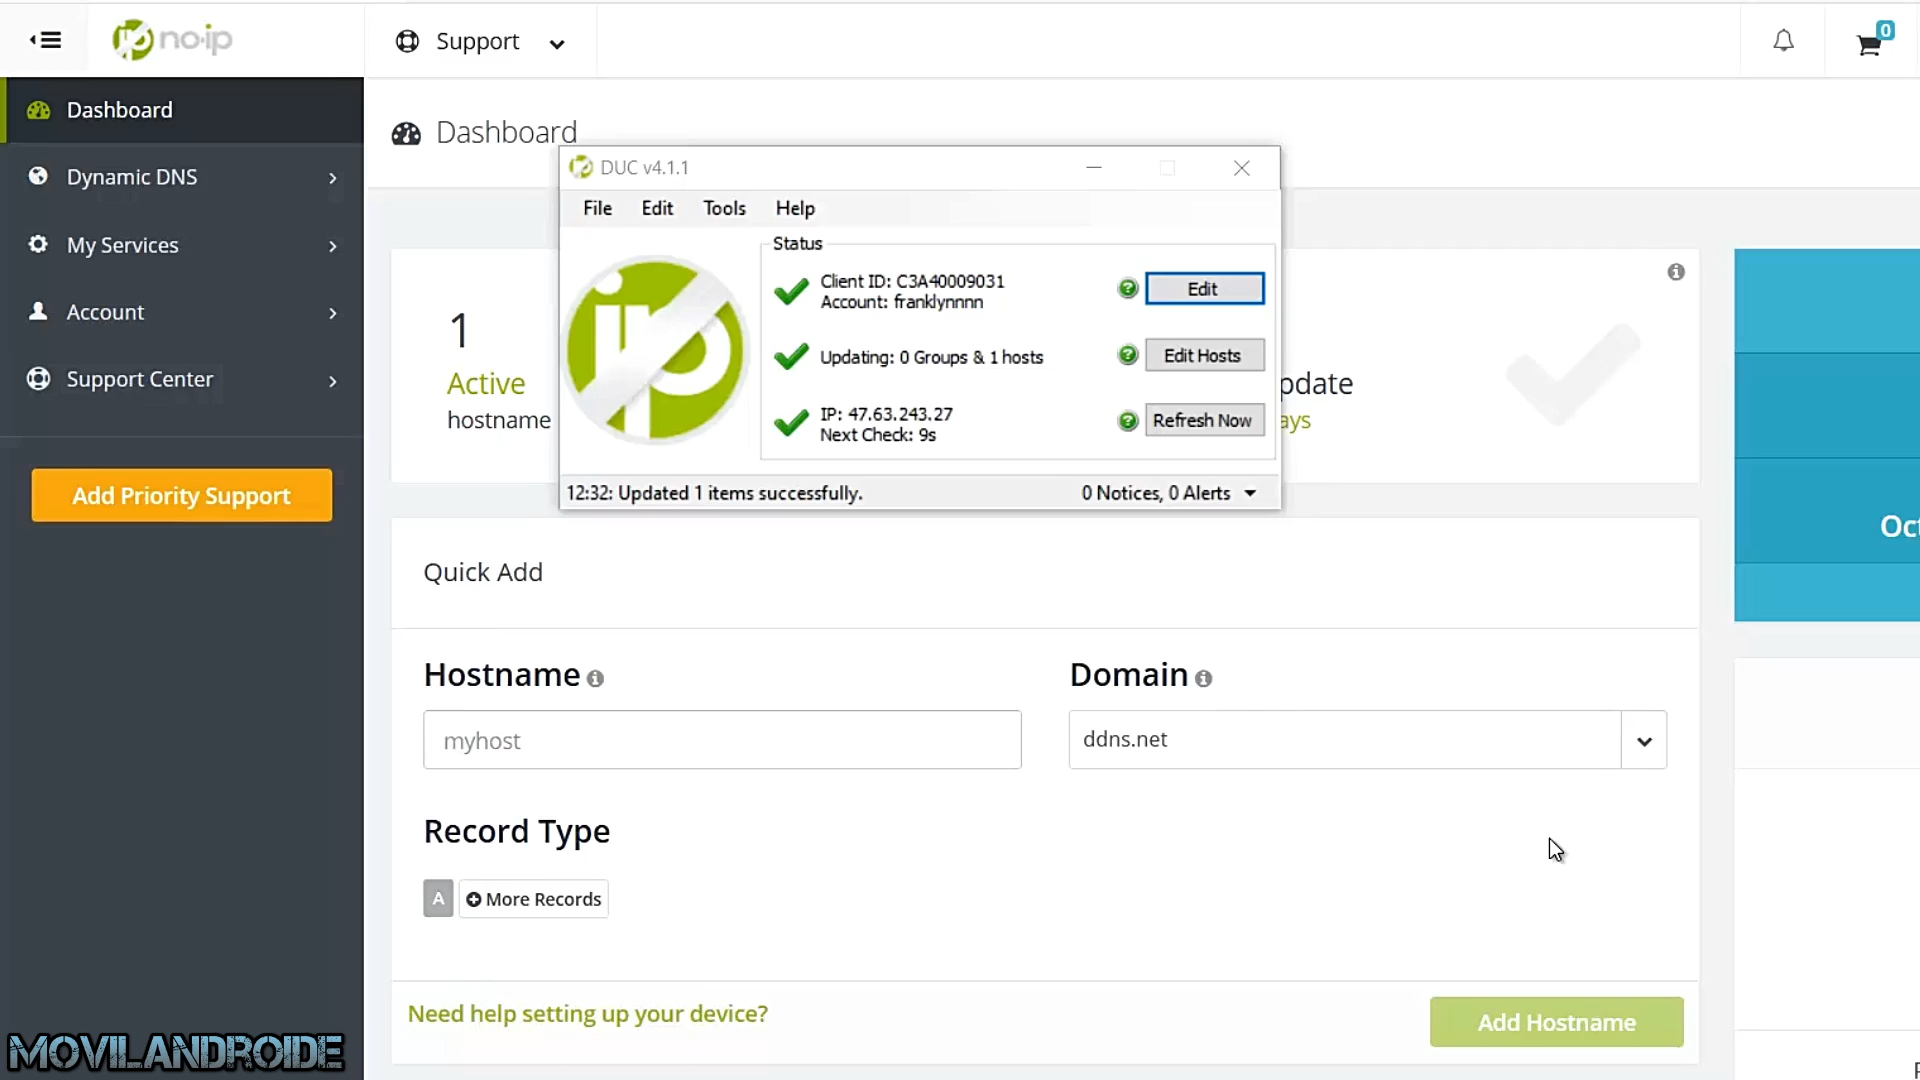 no-ip
Support
0
Dashboard
Dynamic DNS
My Services
Account
Support Center
Add Priority Support
Dashboard
1
Active
hostname
DUC v4.1.1
File Edit Tools Help
Status
Client ID: C3A40009031
Account: franklynnnn
Edit
Updating: 0 Groups & 1 hosts
Edit Hosts
IP: 47.63.243.27
Next Check: 9s
Refresh Now
12:32: Updated 1 items successfully.
0 Notices, 0 Alerts
pdate
ays
Oct
Quick Add
Hostname
myhost
Domain
ddns.net
Record Type
A
More Records
Need help setting up your device?
Add Hostname
MOVILANDROIDE